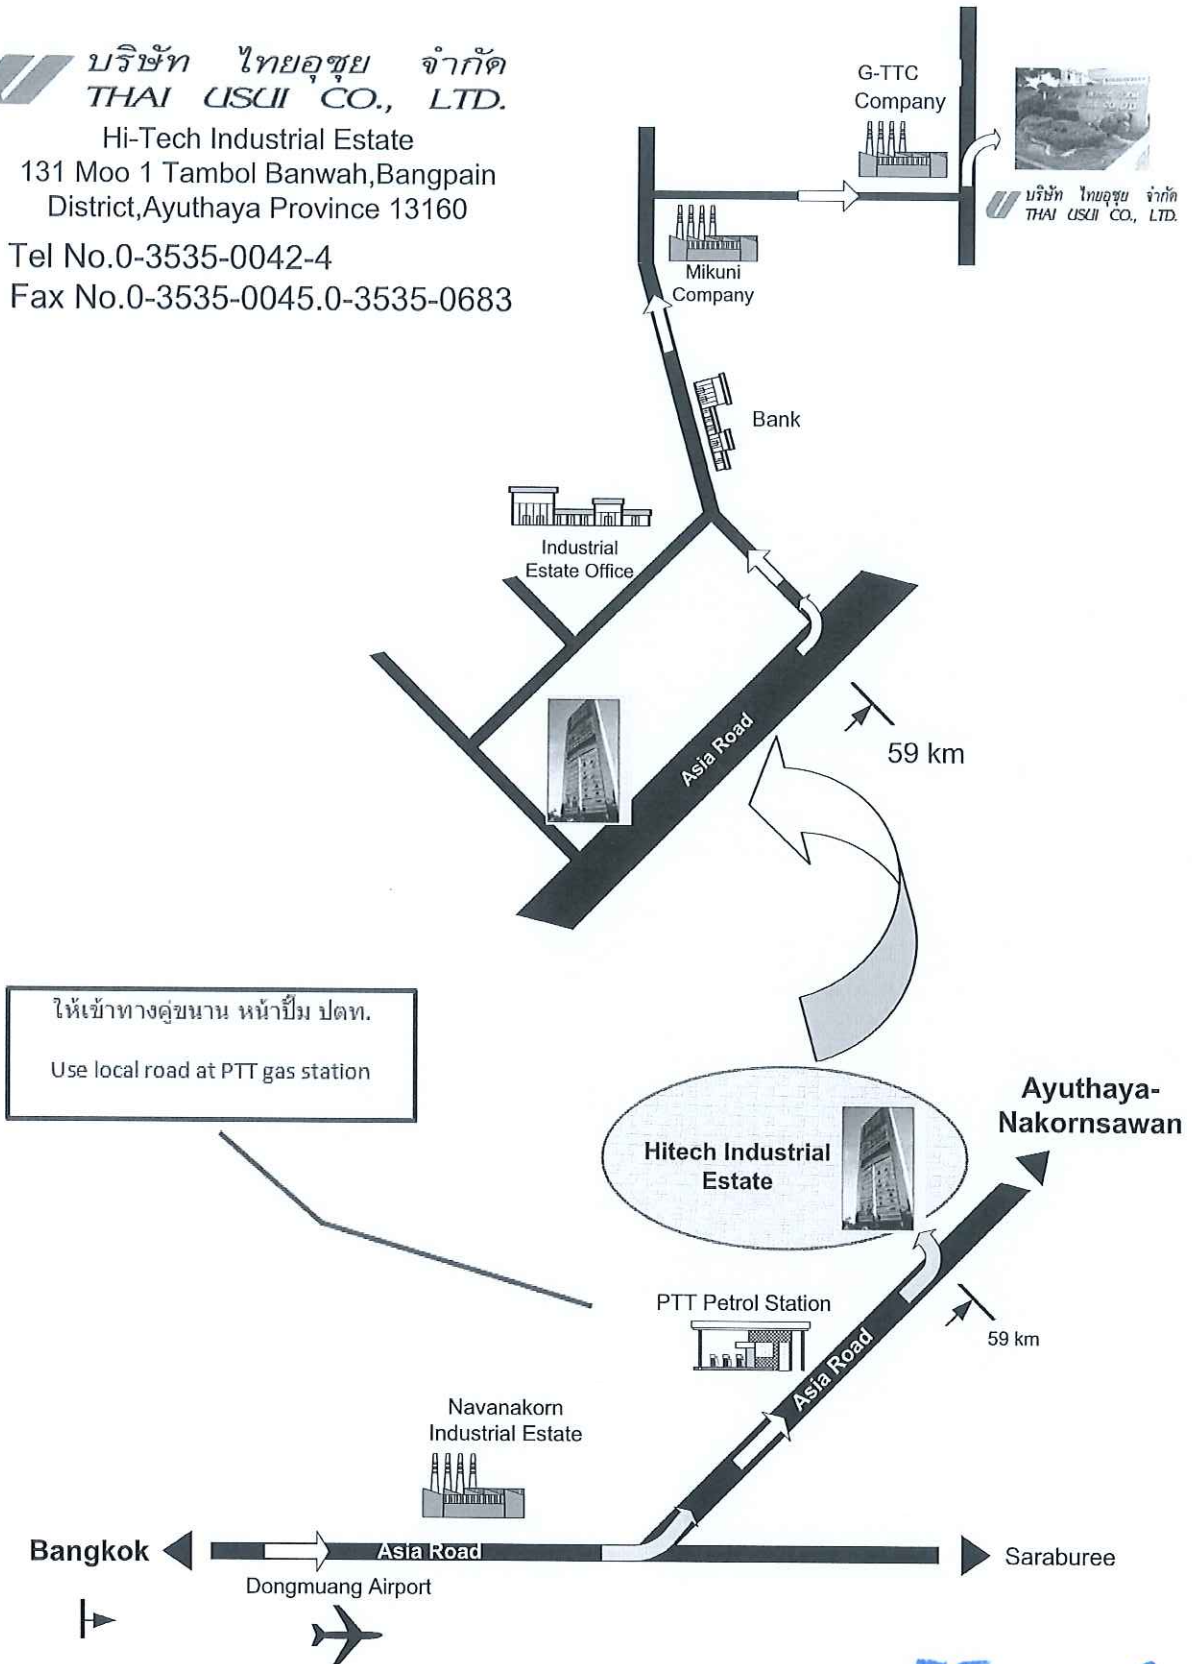 บริษัท ไทยอุซุย จำกัด
THAI USUI CO., LTD.
Hi-Tech Industrial Estate
131 Moo 1 Tambol Banwah,Bangpain
District,Ayuthaya Province 13160
Tel No.0-3535-0042-4
Fax No.0-3535-0045.0-3535-0683
G-TTC
Company
บริษัท ไทยอุซุย จำกัด
THAI USUI CO., LTD.
Mikuni
Company
Bank
Industrial
Estate Office
Asia Road
59 km
ให้เข้าทางคู่ขนาน หน้าปั๊ม ปตท.
Use local road at PTT gas station
Ayuthaya-
Nakornsawan
Hitech Industrial
Estate
PTT Petrol Station
59 km
Asia Road
Navanakorn
Industrial Estate
Bangkok
Asia Road
Saraburee
Dongmuang Airport